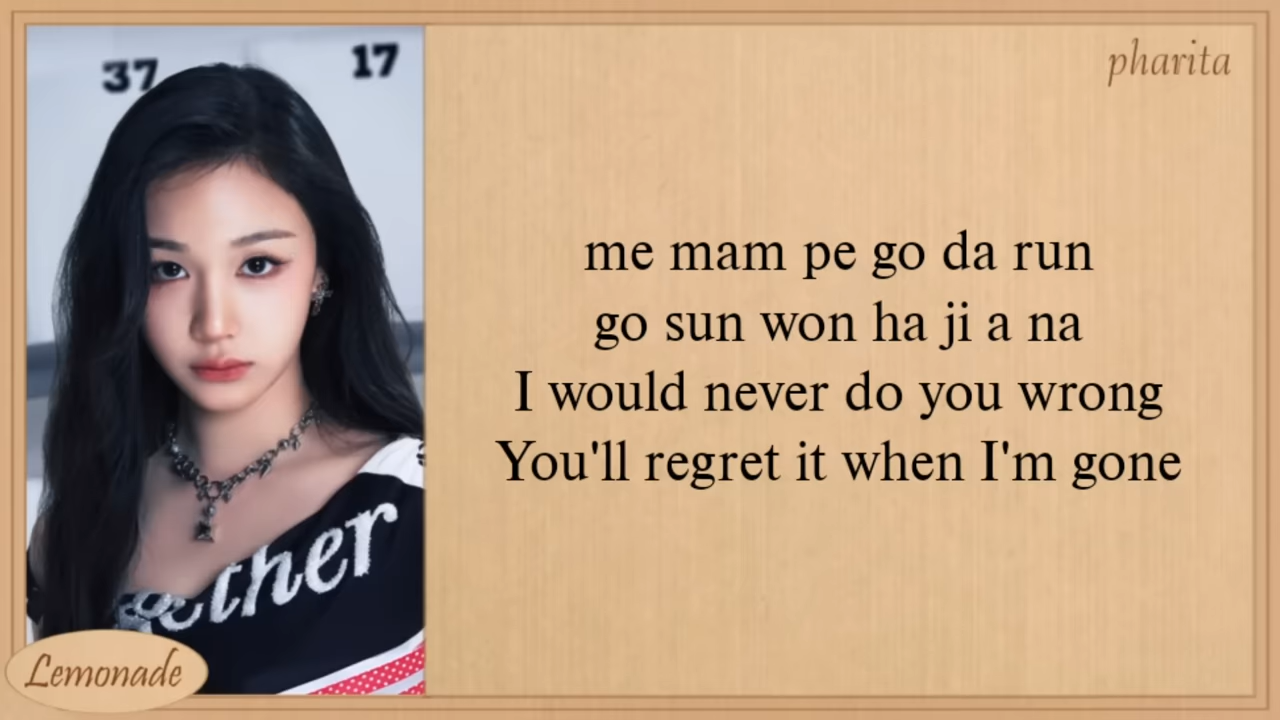 37
17
pharita
me mam pe go da run
go sun won ha ji a na
I would never do you wrong
You'll regret it when I'm gone
ether
Lemonade